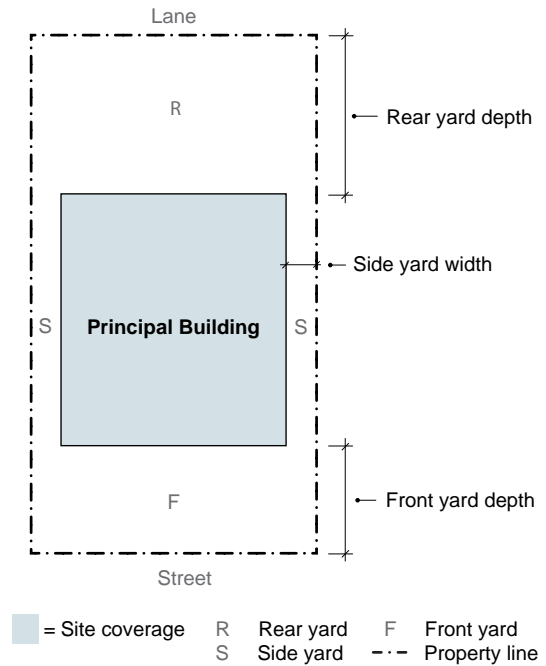 Lane
R
Rear yard depth
Side yard width
S
Principal Building
S
F
Front yard depth
Street
= Site coverage R Rear yard F Front yard
S Side yard Property line